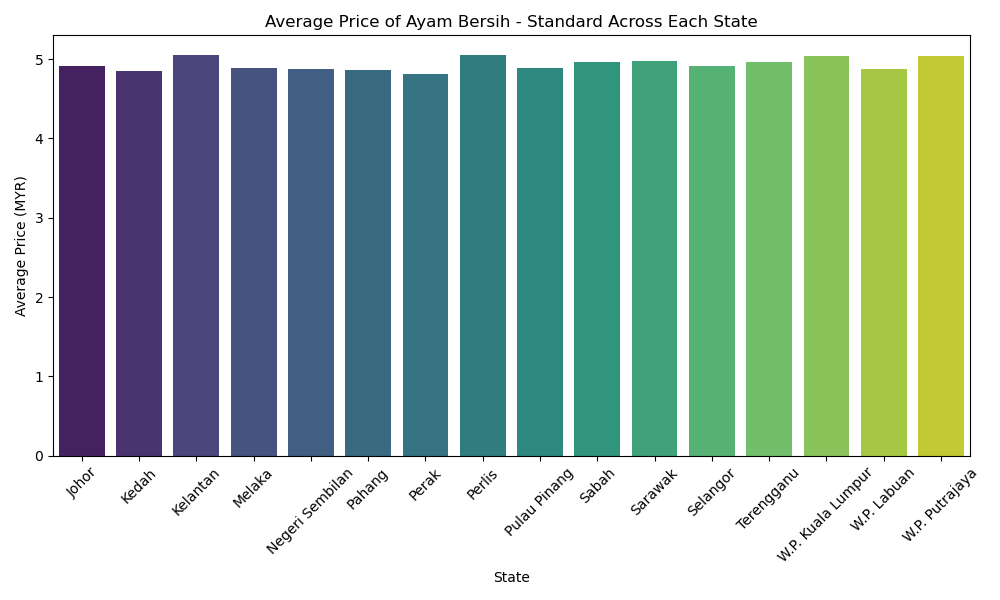 Average Price of Ayam Bersih - Standard Across Each State
Average Price (MYR)
5
4
3
2
1
0
Johor
Kedah
Kelantan
Melaka
Negeri Sembilan
Pahang
Perak
Perlis
Pulau Pinang
Sabah
Sarawak
Selangor
Terengganu
W.P. Kuala Lumpur
W.P. Labuan
W.P. Putrajaya
State